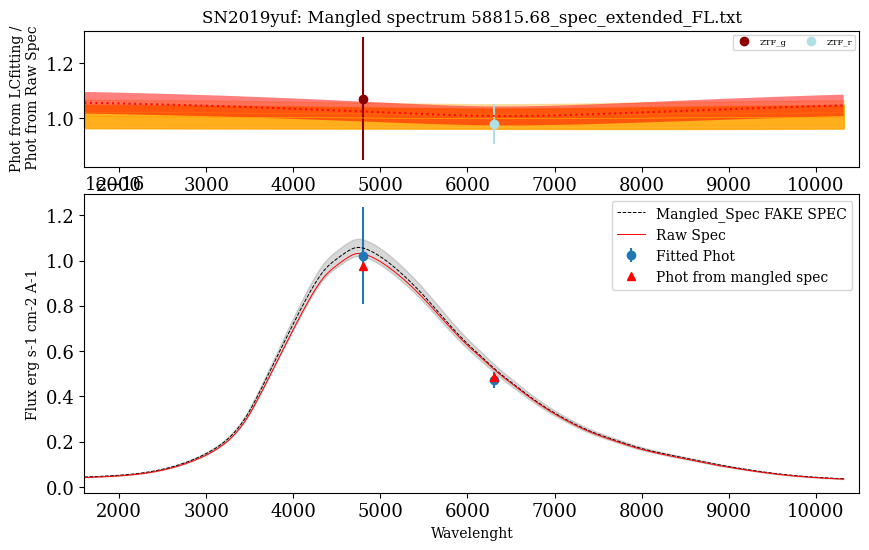 SN2019yuf: Mangled spectrum 58815.68_spec_extended_FL.txt
Phot from LCfitting /
Phot from Raw Spec
1.2
1.0
ZTF_g
ZTF_r
2000 3000 4000 5000 6000 7000 8000 9000 10000
1e−16
Flux erg s-1 cm-2 A-1
1.2
1.0
0.8
0.6
0.4
0.2
0.0
Mangled_Spec FAKE SPEC
Raw Spec
Fitted Phot
Phot from mangled spec
2000 3000 4000 5000 6000 7000 8000 9000 10000
Wavelenght